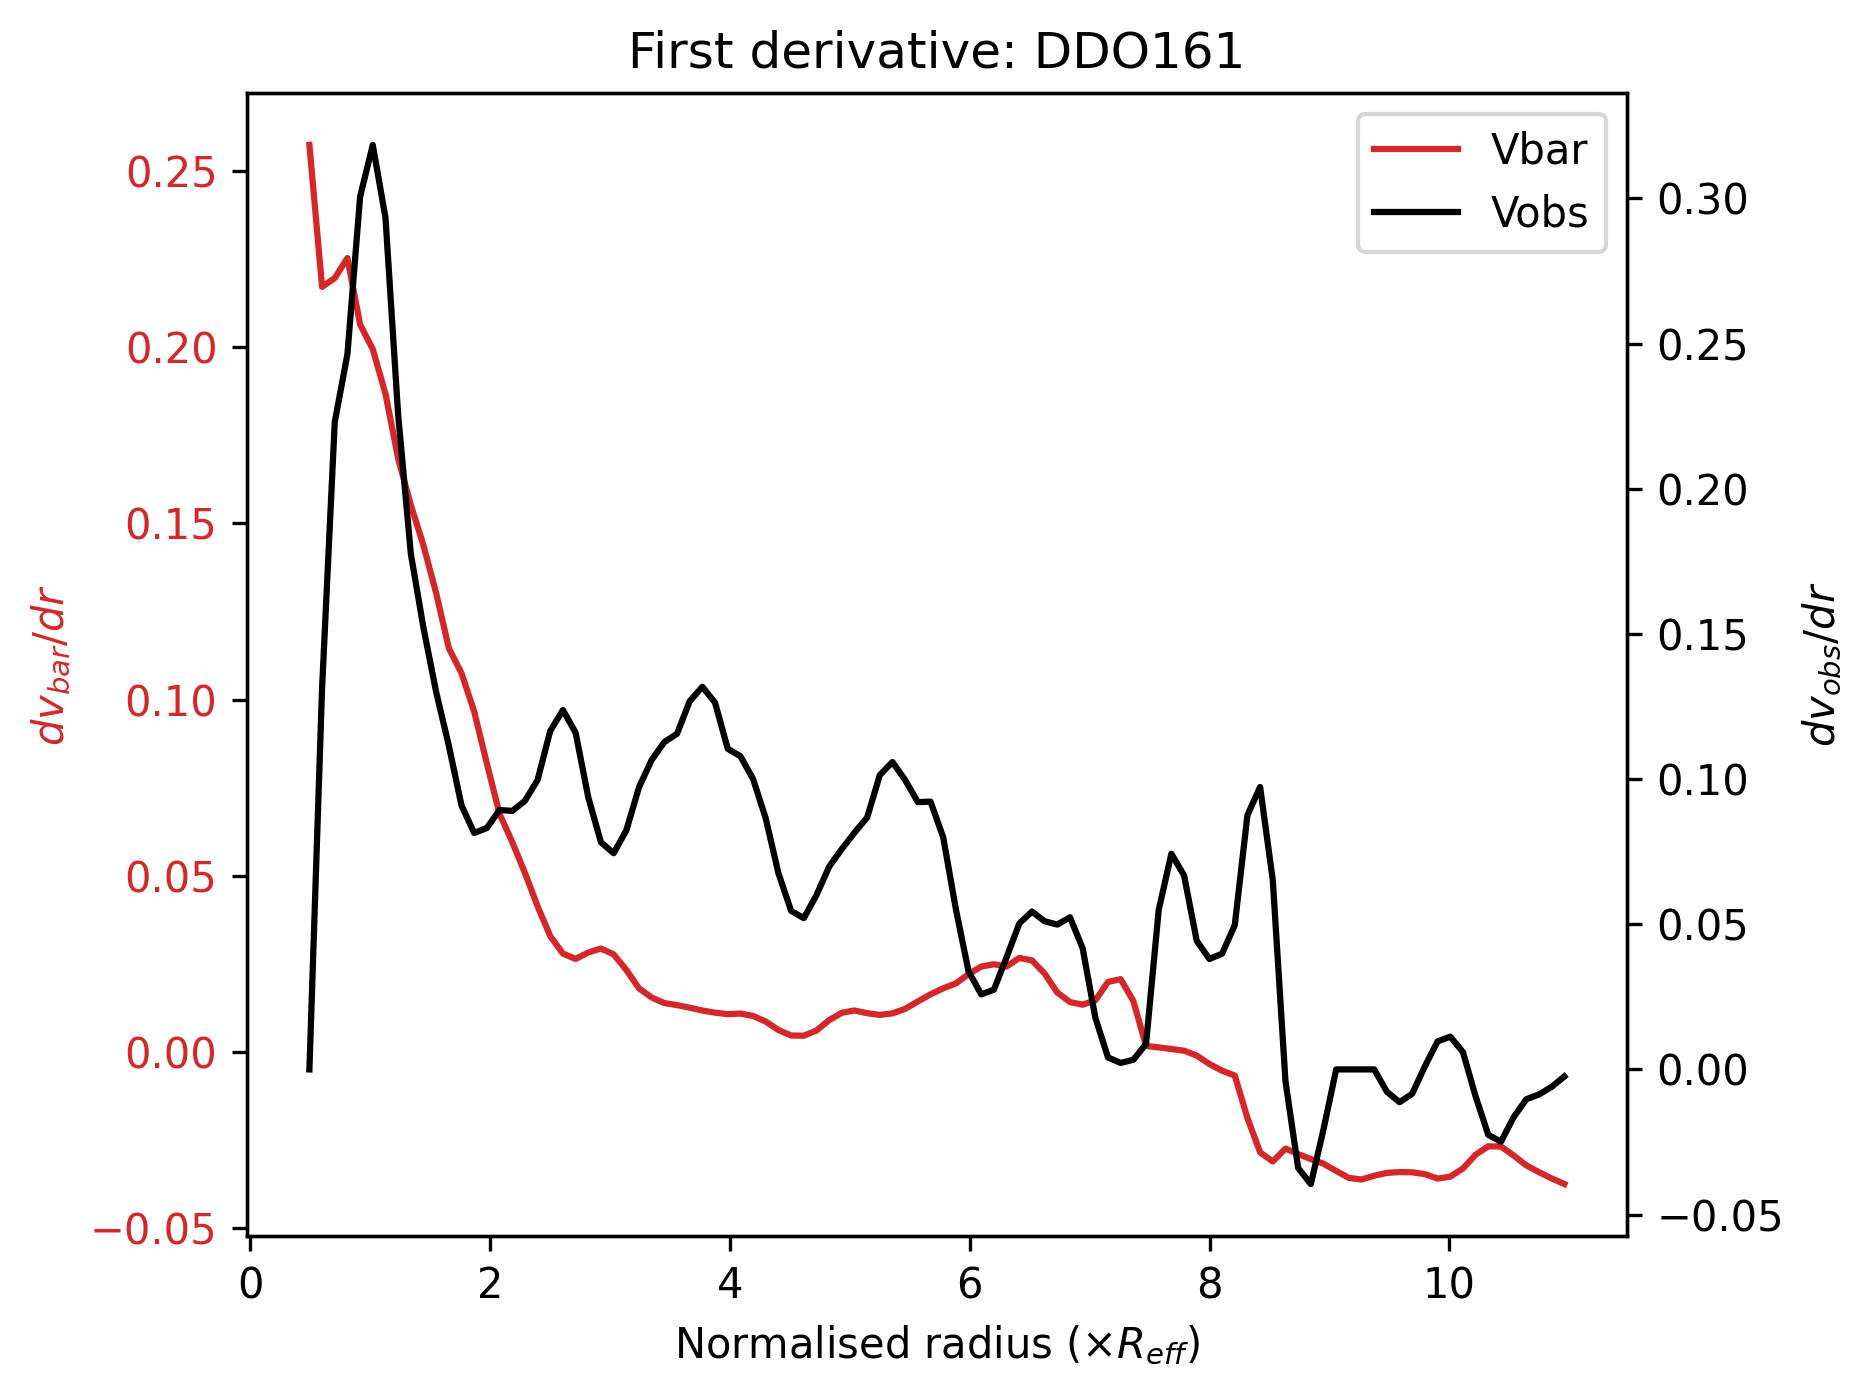 First derivative: DDO161
Vbar
Vobs
0.25
0.20
0.15
0.10
0.05
0.00
−0.05
dv_bar/dr
0.30
0.25
0.20
0.15
0.10
0.05
0.00
−0.05
dv_obs/dr
0 2 4 6 8 10
Normalised radius (×R_eff)